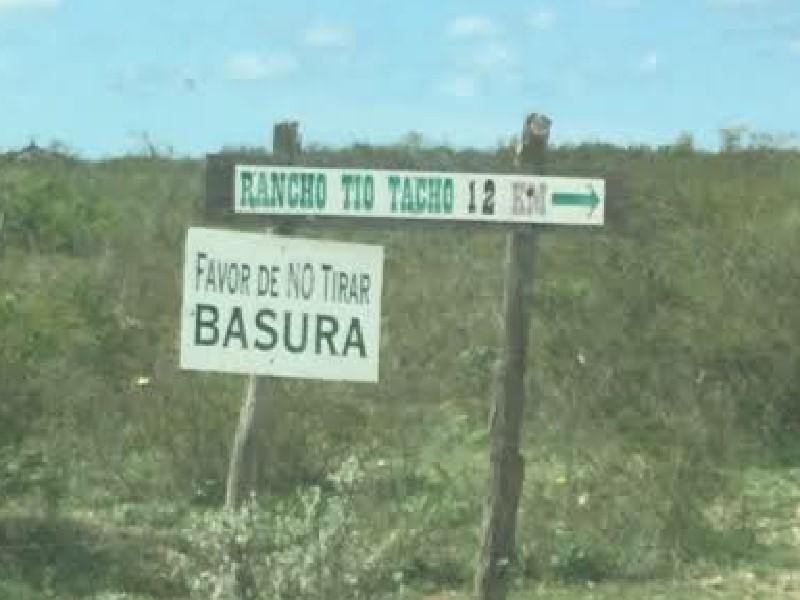 RANCHO TIO TACHO 12 KM
FAVOR DE NO TIRAR
BASURA